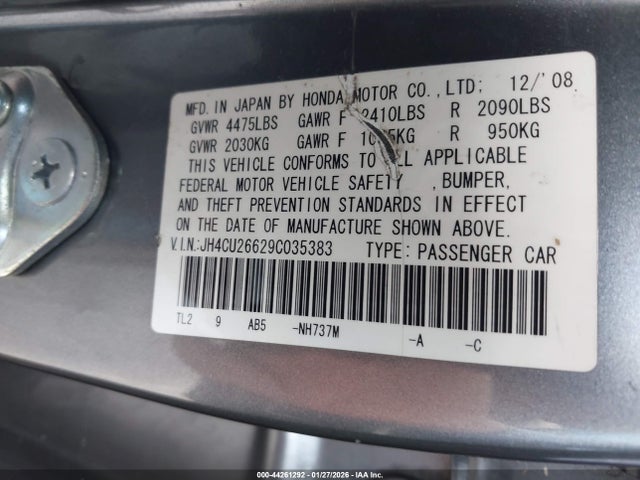 MFD. IN JAPAN BY HONDA MOTOR CO.,LTD; 12/'08
GVWR 4475LBS GAWR F 2410LBS R 2090LBS
GVWR 2030KG GAWR F R 950KG
THIS VEHICLE CONFORMS TO ALL APPLICABLE
FEDERAL MOTOR VEHICLE SAFETY ,BUMPER,
AND THEFT PREVENTION STANDARDS IN EFFECT
ON THE DATE OF MANUFACTURE SHOWN ABOVE.
V.I.N:JH4CU26629C035383 TYPE: PASSENGER CAR
TL2 9 AB5 -NH737M -A -C
000-44261292 - 01/27/2026 - IAA Inc.